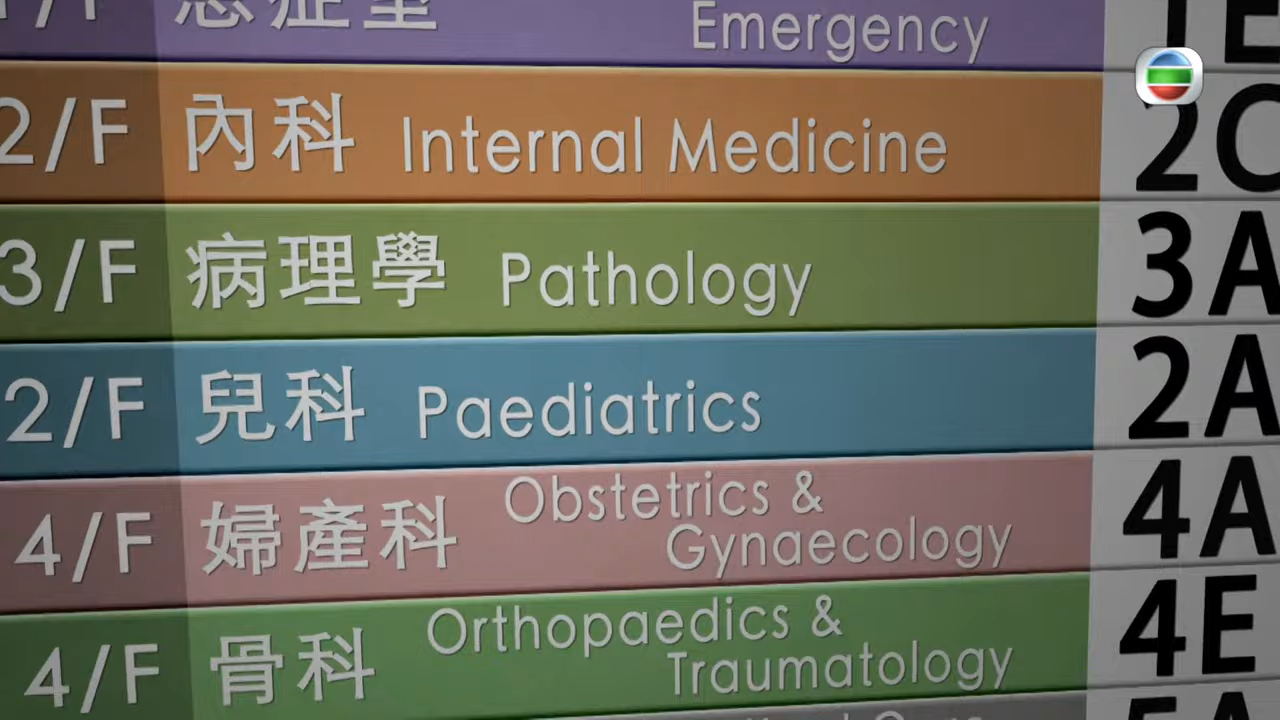 Emergency
2/F 內科 Internal Medicine 2C
3/F 病理學 Pathology 3A
2/F 兒科 Paediatrics 2A
4/F 婦產科 Obstetrics & Gynaecology 4A
4/F 骨科 Orthopaedics & Traumatology 4E